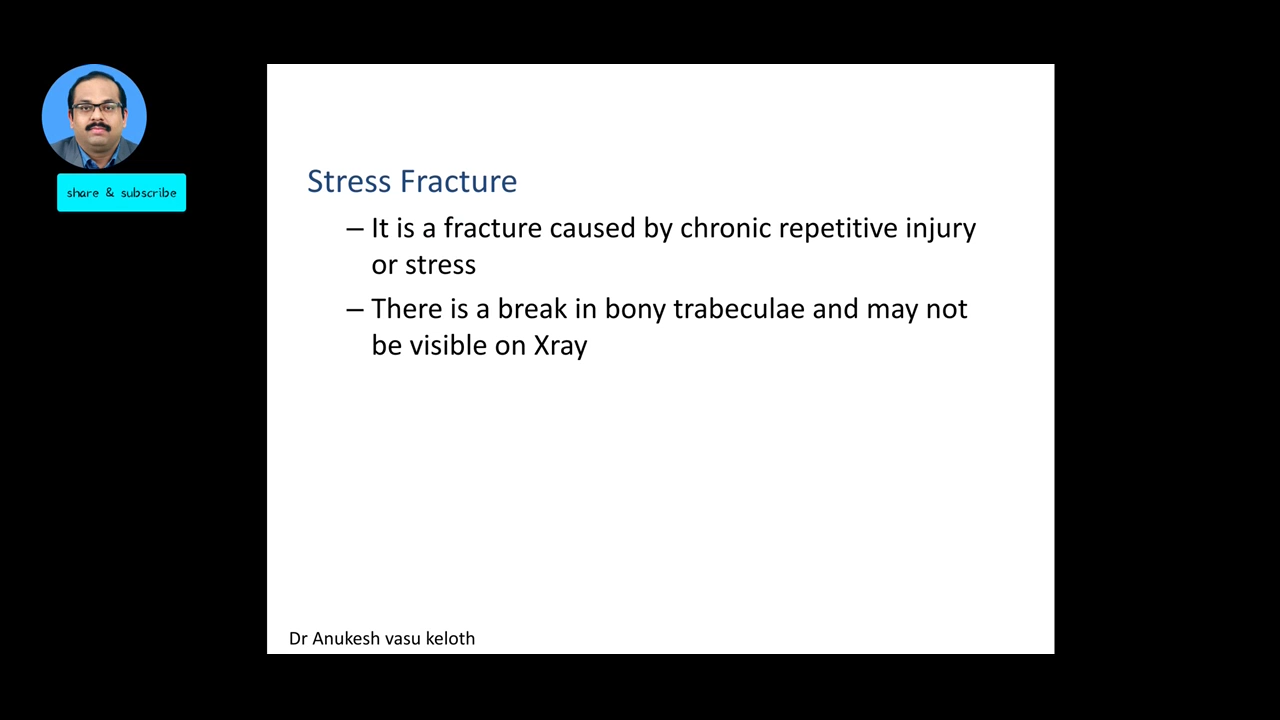 share & subscribe
Stress Fracture
– It is a fracture caused by chronic repetitive injury
or stress
– There is a break in bony trabeculae and may not
be visible on Xray
Dr Anukesh vasu keloth